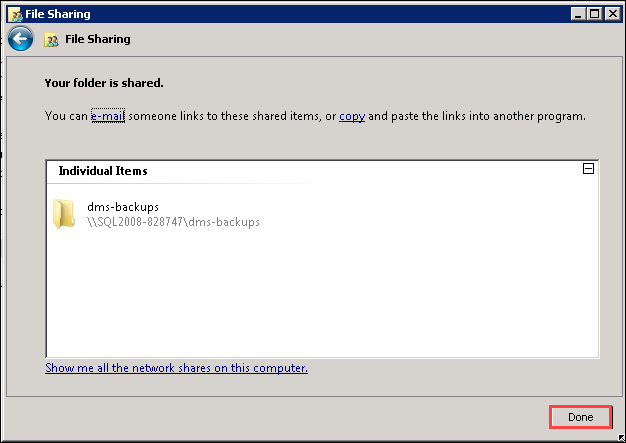 File Sharing
File Sharing
Your folder is shared.
You can e-mail someone links to these shared items, or copy and paste the links into another program.
Individual Items
dms-backups
\\SQL2008-828747\dms-backups
Show me all the network shares on this computer.
Done